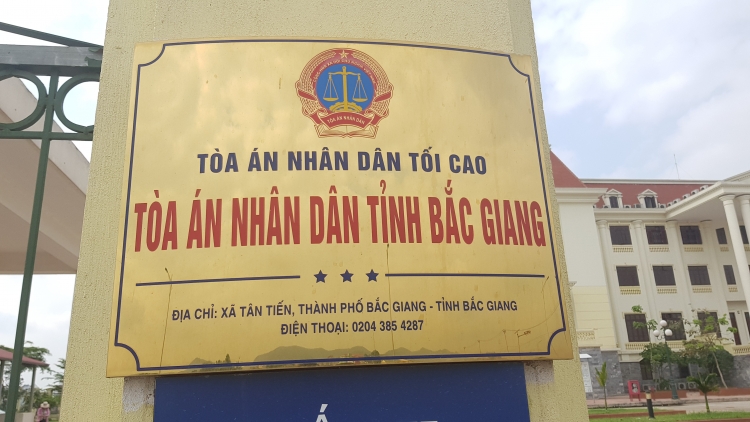 TÒA ÁN NHÂN DÂN
TÒA ÁN NHÂN DÂN TỐI CAO
TÒA ÁN NHÂN DÂN TỈNH BẮC GIANG
ĐỊA CHỈ: XÃ TÂN TIẾN, THÀNH PHỐ BẮC GIANG - TỈNH BẮC GIANG
ĐIỆN THOẠI: 0204 385 4287